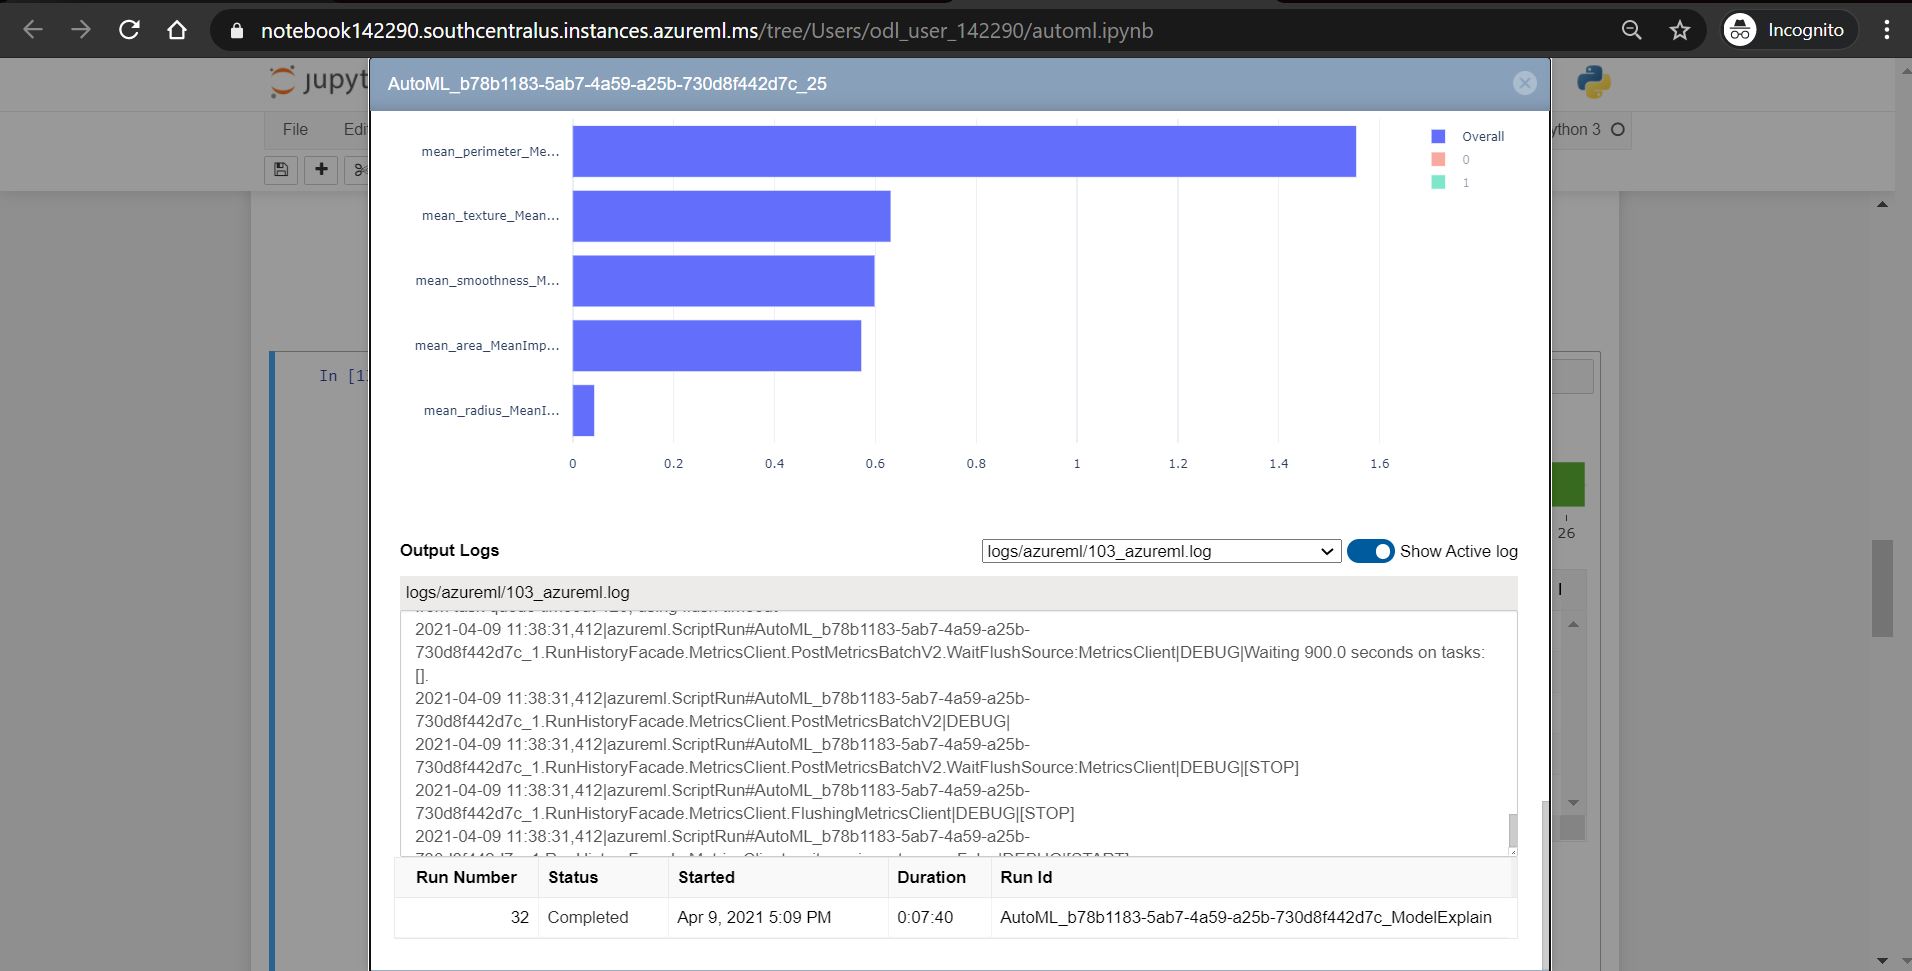 notebook142290.southcentralus.instances.azureml.ms/tree/Users/odl_user_142290/automl.ipynb
Incognito
jupyt
AutoML_b78b1183-5ab7-4a59-a25b-730d8f442d7c_25
File
Edi
ython 3
mean_perimeter_Me...
mean_texture_Mean...
mean_smoothness_M...
mean_area_MeanImp...
mean_radius_MeanI...
0 0.2 0.4 0.6 0.8 1 1.2 1.4 1.6
Overall
0
1
In [1
26
Output Logs
logs/azureml/103_azureml.log
Show Active log
logs/azureml/103_azureml.log
2021-04-09 11:38:31,412|azureml.ScriptRun#AutoML_b78b1183-5ab7-4a59-a25b-
730d8f442d7c_1.RunHistoryFacade.MetricsClient.PostMetricsBatchV2.WaitFlushSource:MetricsClient|DEBUG|Waiting 900.0 seconds on tasks:
[].
2021-04-09 11:38:31,412|azureml.ScriptRun#AutoML_b78b1183-5ab7-4a59-a25b-
730d8f442d7c_1.RunHistoryFacade.MetricsClient.PostMetricsBatchV2|DEBUG|
2021-04-09 11:38:31,412|azureml.ScriptRun#AutoML_b78b1183-5ab7-4a59-a25b-
730d8f442d7c_1.RunHistoryFacade.MetricsClient.PostMetricsBatchV2.WaitFlushSource:MetricsClient|DEBUG|[STOP]
2021-04-09 11:38:31,412|azureml.ScriptRun#AutoML_b78b1183-5ab7-4a59-a25b-
730d8f442d7c_1.RunHistoryFacade.MetricsClient.FlushingMetricsClient|DEBUG|[STOP]
2021-04-09 11:38:31,412|azureml.ScriptRun#AutoML_b78b1183-5ab7-4a59-a25b-
Run Number Status Started Duration Run Id
32 Completed Apr 9, 2021 5:09 PM 0:07:40 AutoML_b78b1183-5ab7-4a59-a25b-730d8f442d7c_ModelExplain